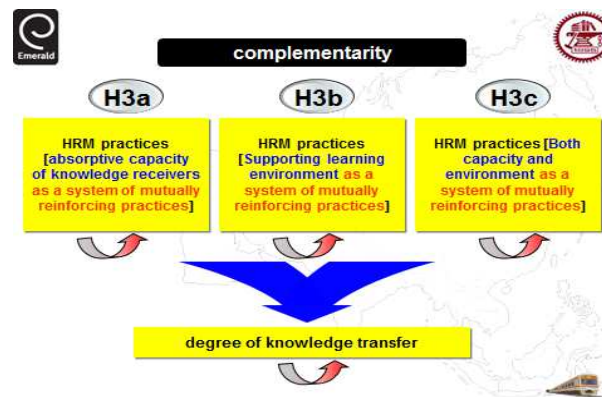 Emerald
complementarity
H3a
H3b
H3c
HRM practices
[absorptive capacity
of knowledge receivers
as a system of mutually
reinforcing practices]
HRM practices
[Supporting learning
environment as a
system of mutually
reinforcing practices]
HRM practices [Both
capacity and
environment as a
system of mutually
reinforcing practices]
degree of knowledge transfer